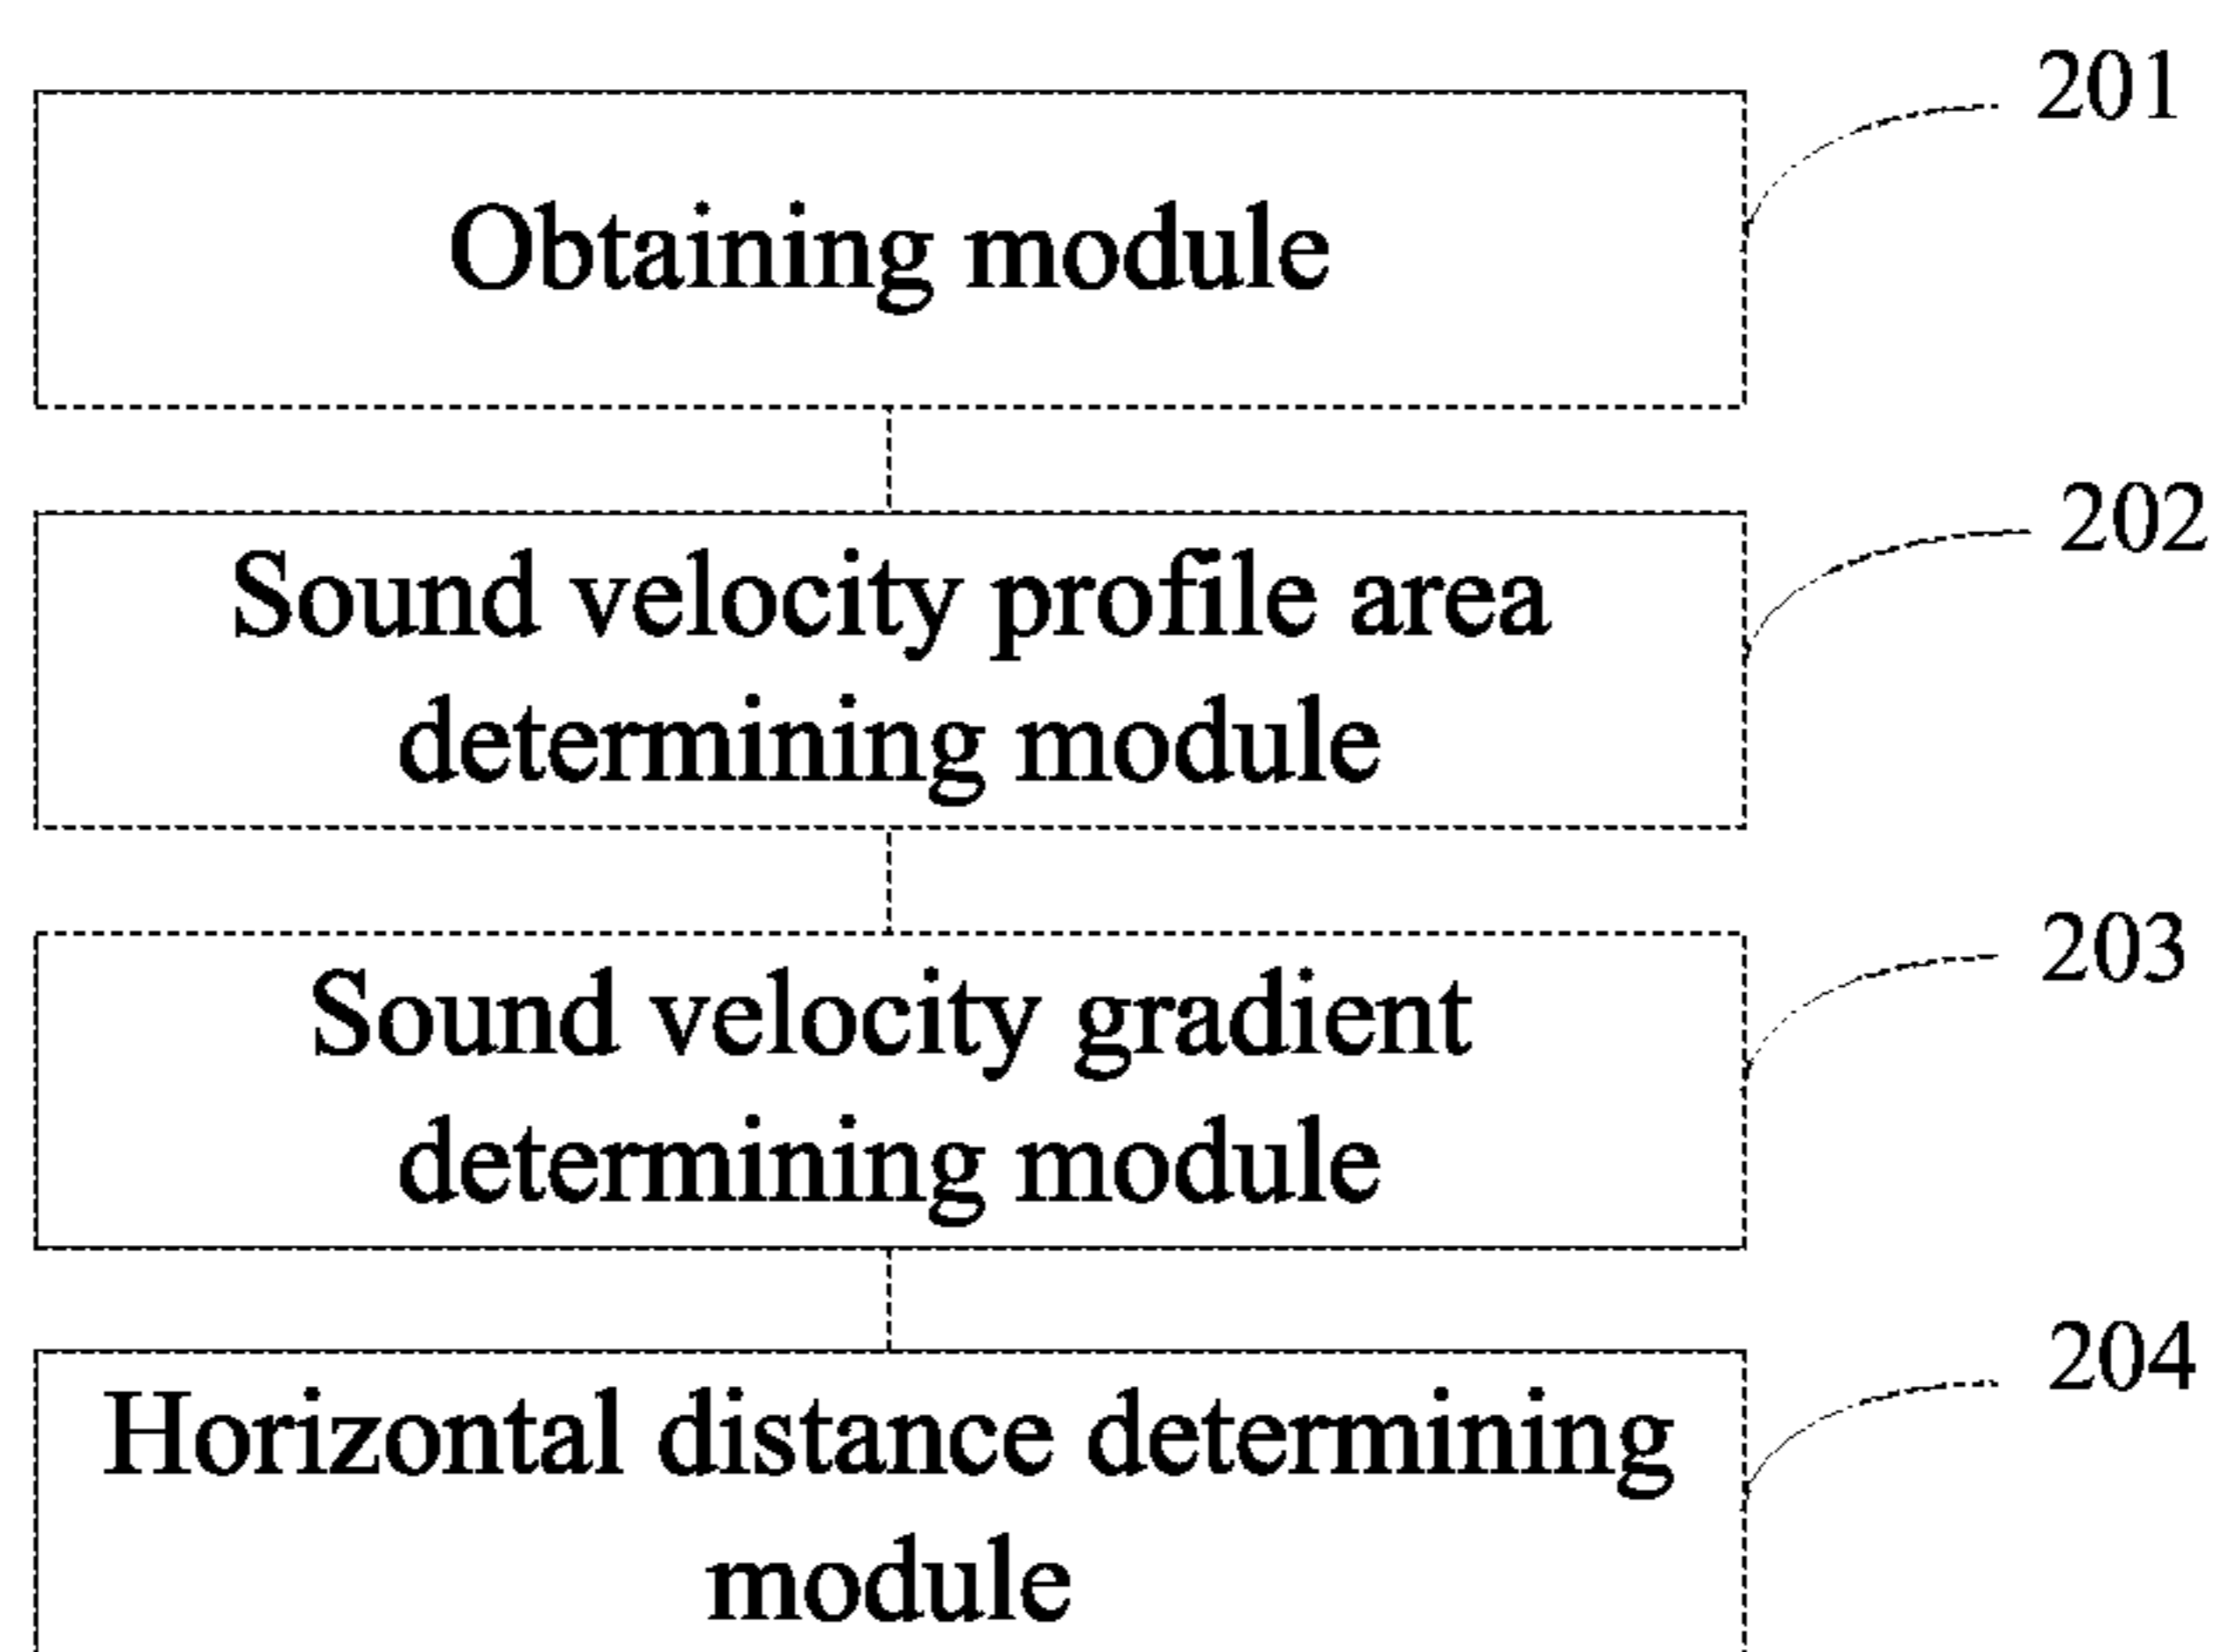 201
Obtaining module
202
Sound velocity profile area
determining module
203
Sound velocity gradient
determining module
204
Horizontal distance determining
module